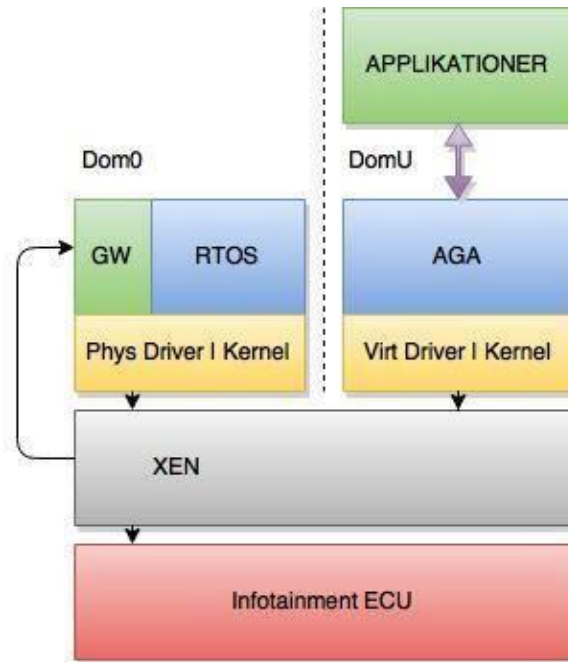 APPLIKATIONER
Dom0
DomU
GW
RTOS
AGA
Phys Driver | Kernel
Virt Driver | Kernel
XEN
Infotainment ECU